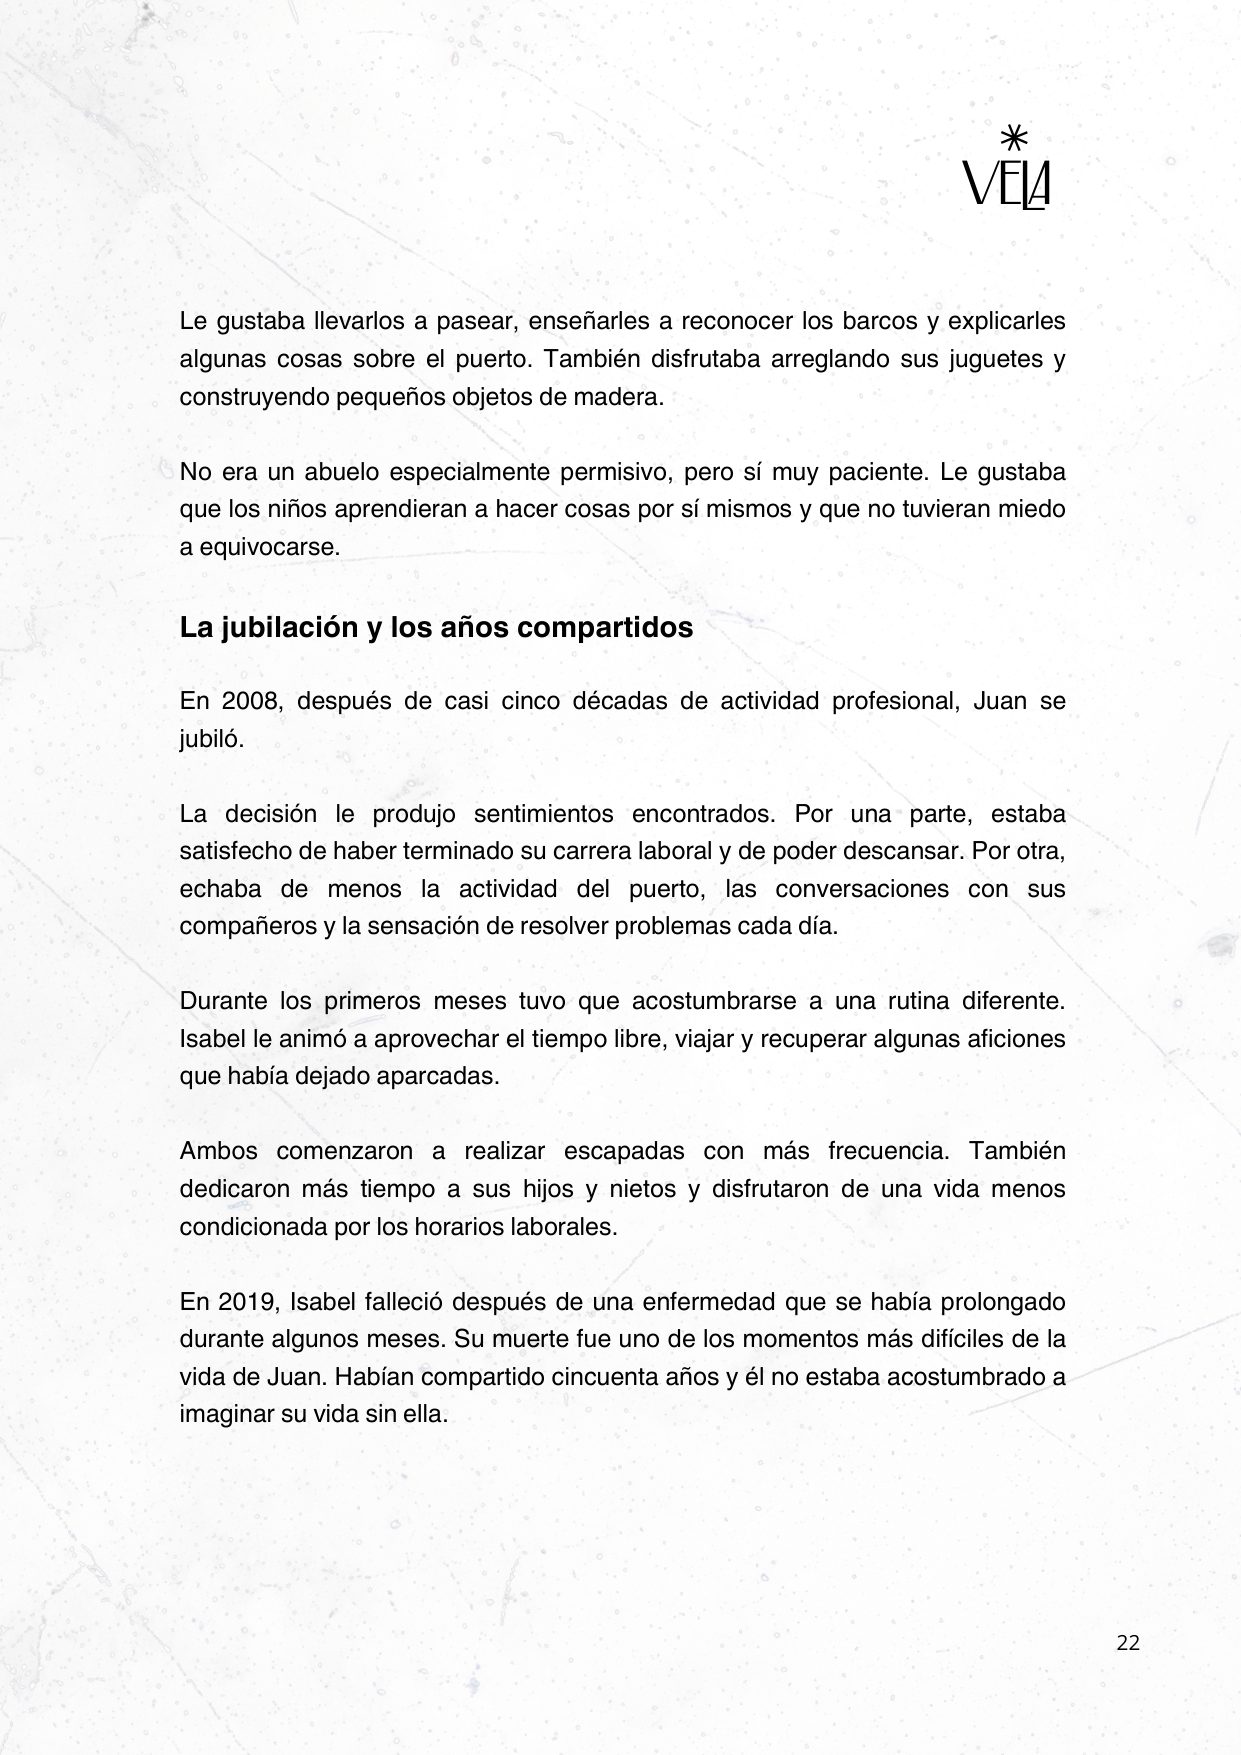 VELA
Le gustaba llevarlos a pasear, enseñarles a reconocer los barcos y explicarles
algunas cosas sobre el puerto. También disfrutaba arreglando sus juguetes y
construyendo pequeños objetos de madera.
No era un abuelo especialmente permisivo, pero sí muy paciente. Le gustaba
que los niños aprendieran a hacer cosas por sí mismos y que no tuvieran miedo
a equivocarse.
La jubilación y los años compartidos
En 2008, después de casi cinco décadas de actividad profesional, Juan se
jubiló.
La decisión le produjo sentimientos encontrados. Por una parte, estaba
satisfecho de haber terminado su carrera laboral y de poder descansar. Por otra,
echaba de menos la actividad del puerto, las conversaciones con sus
compañeros y la sensación de resolver problemas cada día.
Durante los primeros meses tuvo que acostumbrarse a una rutina diferente.
Isabel le animó a aprovechar el tiempo libre, viajar y recuperar algunas aficiones
que había dejado aparcadas.
Ambos comenzaron a realizar escapadas con más frecuencia. También
dedicaron más tiempo a sus hijos y nietos y disfrutaron de una vida menos
condicionada por los horarios laborales.
En 2019, Isabel falleció después de una enfermedad que se había prolongado
durante algunos meses. Su muerte fue uno de los momentos más difíciles de la
vida de Juan. Habían compartido cincuenta años y él no estaba acostumbrado a
imaginar su vida sin ella.
22